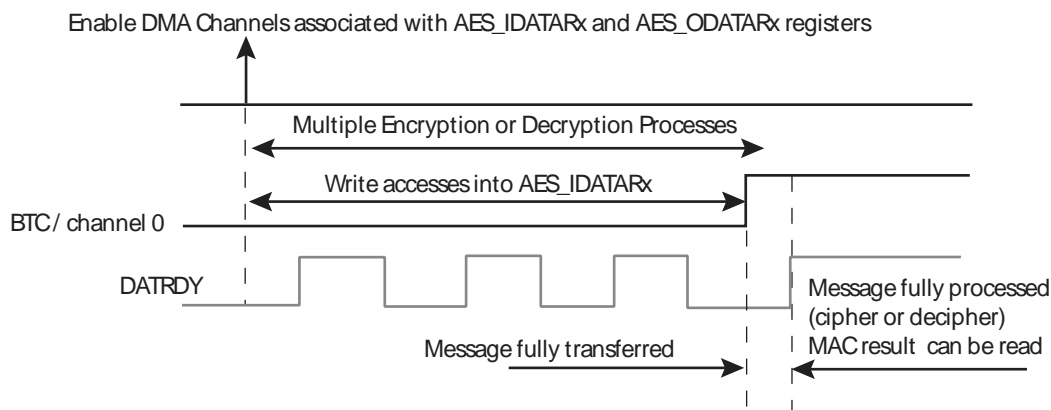 Enable DMA Channels associated with AES_IDATARx and AES_ODATARx registers
Multiple Encryption or Decryption Processes
Write accesses into AES_IDATARx
BTC / channel 0
DATRDY
Message fully processed
(cipher or decipher)
MAC result can be read
Message fully transferred